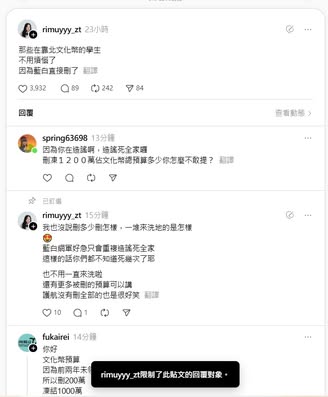 rimuyyy_zt 23小時
那些在靠北文化幣的學生
不用煩惱了
因為藍白直接刪了 翻譯
3,932 89 242 84
回覆 查看動態
spring63698 13分鐘
因為你在造謠啊，造謠死全家囉
刪凍１２００萬佔文化幣總預算多少你怎麼不敢提？ 翻譯
已釘選
rimuyyy_zt 15分鐘
我也沒說刪多少刪怎樣，一堆來洗地的是怎樣
🤩
藍白網軍好急只會重複造謠死全家
這樣的話你們都不知道死幾次了耶
也不用一直來洗啦
還有更多被刪的預算可以講
護航沒有刪全部的也是很好笑 翻譯
10 1
fukairei 14分鐘
你好
文化幣預算
因為前兩年未
所以刪200萬
凍結1000萬
rimuyyy_zt限制了此貼文的回覆對象。